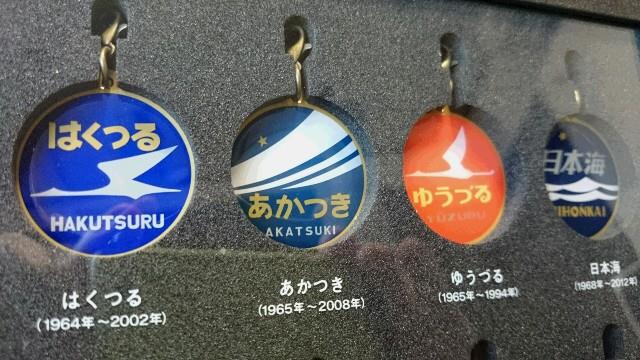 はくつる
HAKUTSURU
はくつる
(1964年〜2002年)
あかつき
AKATSUKI
あかつき
(1965年〜2008年)
ゆうづる
YŪZURU
ゆうづる
(1965年〜1994年)
日本海
NIHONKAI
日本海
(1968年〜2012年)